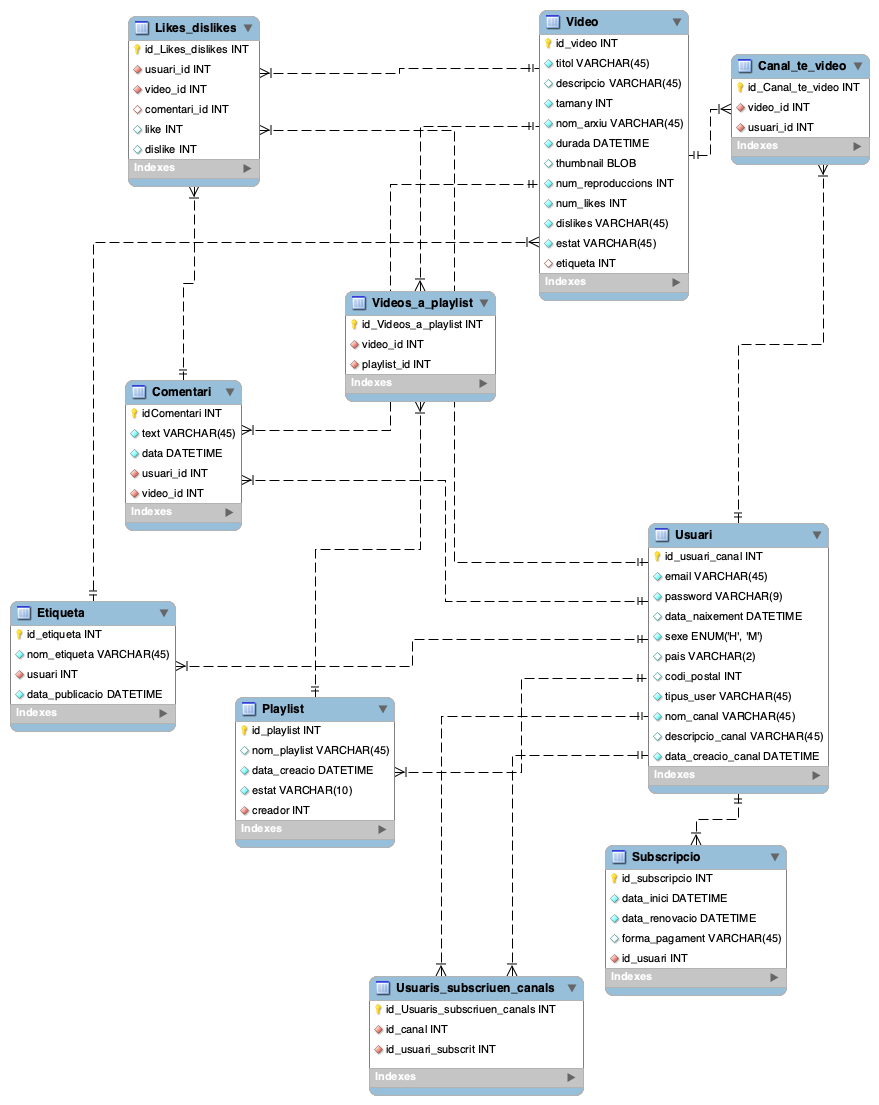 Likes_dislikes
id_Likes_dislikes INT
usuari_id INT
video_id INT
comentari_id INT
like INT
dislike INT
Indexes
Video
id_video INT
titol VARCHAR(45)
descripcio VARCHAR(45)
tamany INT
nom_arxiu VARCHAR(45)
durada DATETIME
thumbnail BLOB
num_reproduccions INT
num_likes INT
dislikes VARCHAR(45)
estat VARCHAR(45)
etiqueta INT
Indexes
Canal_te_video
id_Canal_te_video INT
video_id INT
usuari_id INT
Indexes
Videos_a_playlist
id_Videos_a_playlist INT
video_id INT
playlist_id INT
Indexes
Comentari
idComentari INT
text VARCHAR(45)
data DATETIME
usuari_id INT
video_id INT
Indexes
Usuari
id_usuari_canal INT
email VARCHAR(45)
password VARCHAR(9)
data_naixement DATETIME
sexe ENUM('H', 'M')
pais VARCHAR(2)
codi_postal INT
tipus_user VARCHAR(45)
nom_canal VARCHAR(45)
descripcio_canal VARCHAR(45)
data_creacio_canal DATETIME
Indexes
Etiqueta
id_etiqueta INT
nom_etiqueta VARCHAR(45)
usuari INT
data_publicacio DATETIME
Indexes
Playlist
id_playlist INT
nom_playlist VARCHAR(45)
data_creacio DATETIME
estat VARCHAR(10)
creador INT
Indexes
Subscripcio
id_subscripcio INT
data_inici DATETIME
data_renovacio DATETIME
forma_pagament VARCHAR(45)
id_usuari INT
Indexes
Usuaris_subscriuen_canals
id_Usuaris_subscriuen_canals INT
id_canal INT
id_usuari_subscrit INT
Indexes